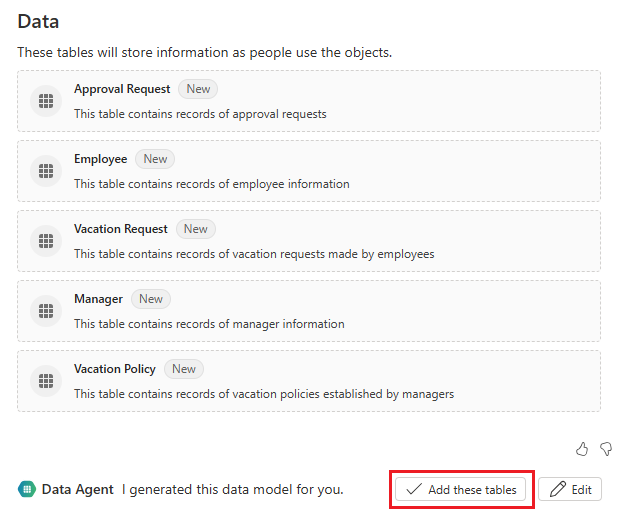 Data
These tables will store information as people use the objects.
Approval Request New
This table contains records of approval requests
Employee New
This table contains records of employee information
Vacation Request New
This table contains records of vacation requests made by employees
Manager New
This table contains records of manager information
Vacation Policy New
This table contains records of vacation policies established by managers
Data Agent I generated this data model for you. Add these tables Edit